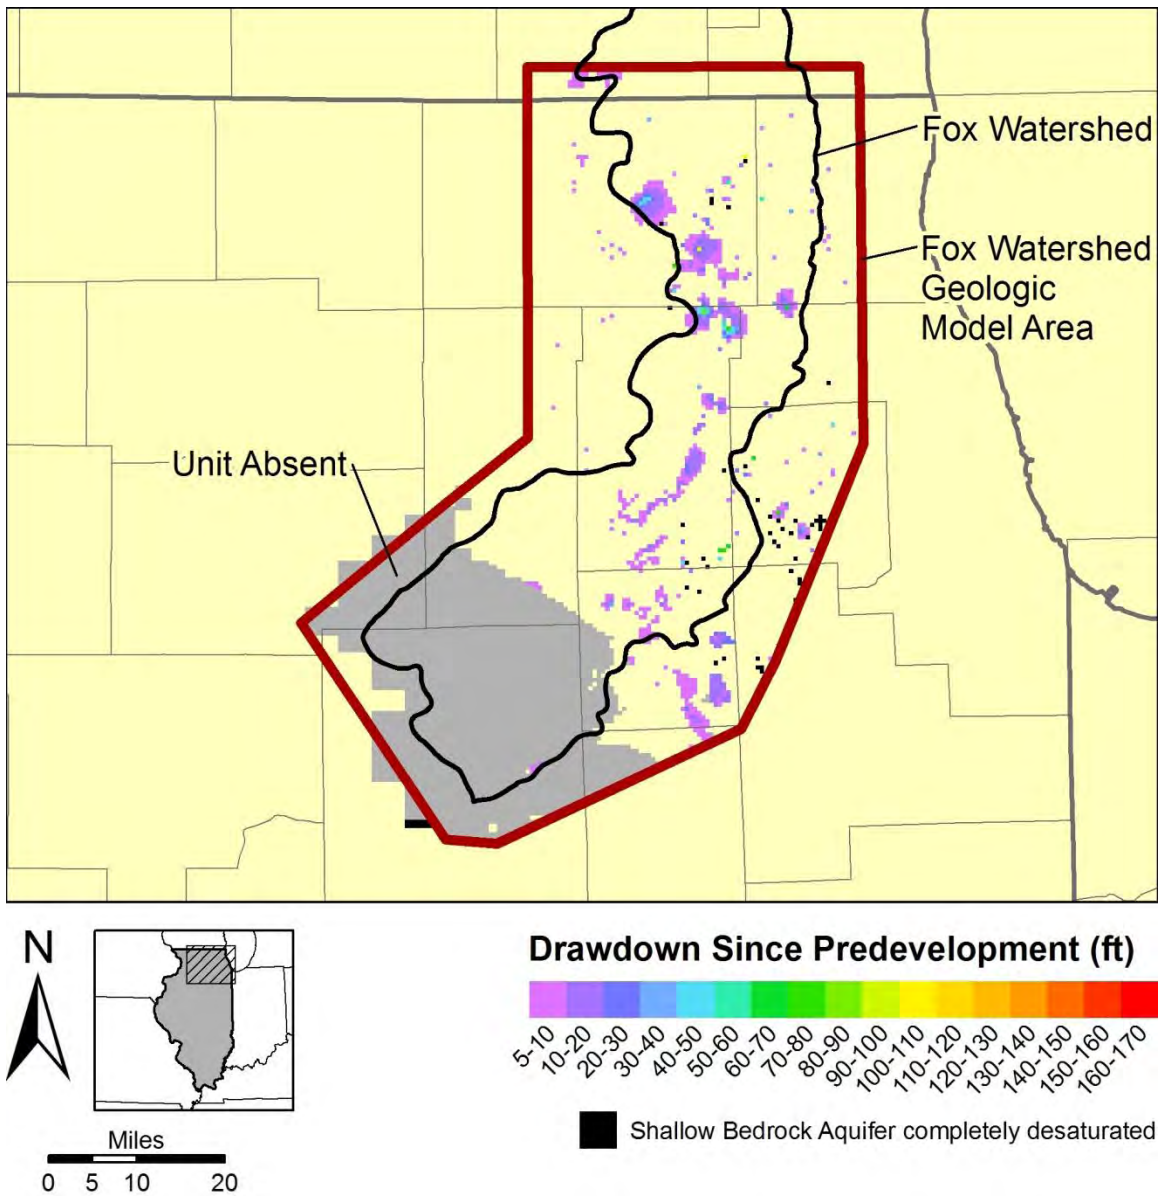 Fox Watershed
Fox Watershed
Geologic
Model Area
Unit Absent
N
Drawdown Since Predevelopment (ft)
5-10
10-20
20-30
30-40
40-50
50-60
60-70
70-80
80-90
90-100
100-110
110-120
120-130
130-140
140-150
150-160
160-170
Shallow Bedrock Aquifer completely desaturated
Miles
0 5 10 20